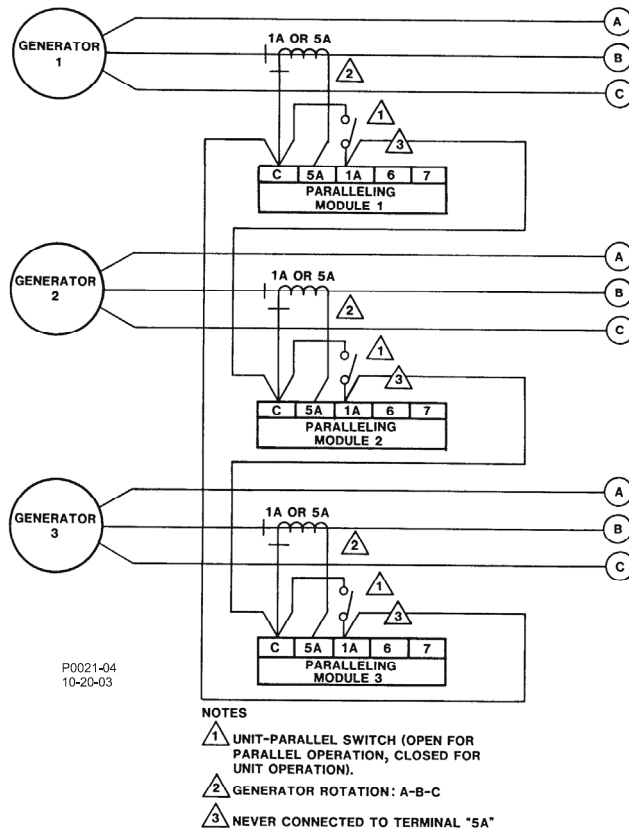 GENERATOR
1
1A OR 5A
A
B
C
2
1
3
C 5A 1A 6 7
PARALLELING
MODULE 1
GENERATOR
2
1A OR 5A
A
B
C
2
1
3
C 5A 1A 6 7
PARALLELING
MODULE 2
GENERATOR
3
1A OR 5A
A
B
C
2
1
3
C 5A 1A 6 7
PARALLELING
MODULE 3
P0021-04
10-20-03
NOTES
1 UNIT-PARALLEL SWITCH (OPEN FOR
PARALLEL OPERATION, CLOSED FOR
UNIT OPERATION).
2 GENERATOR ROTATION: A-B-C
3 NEVER CONNECTED TO TERMINAL "5A"